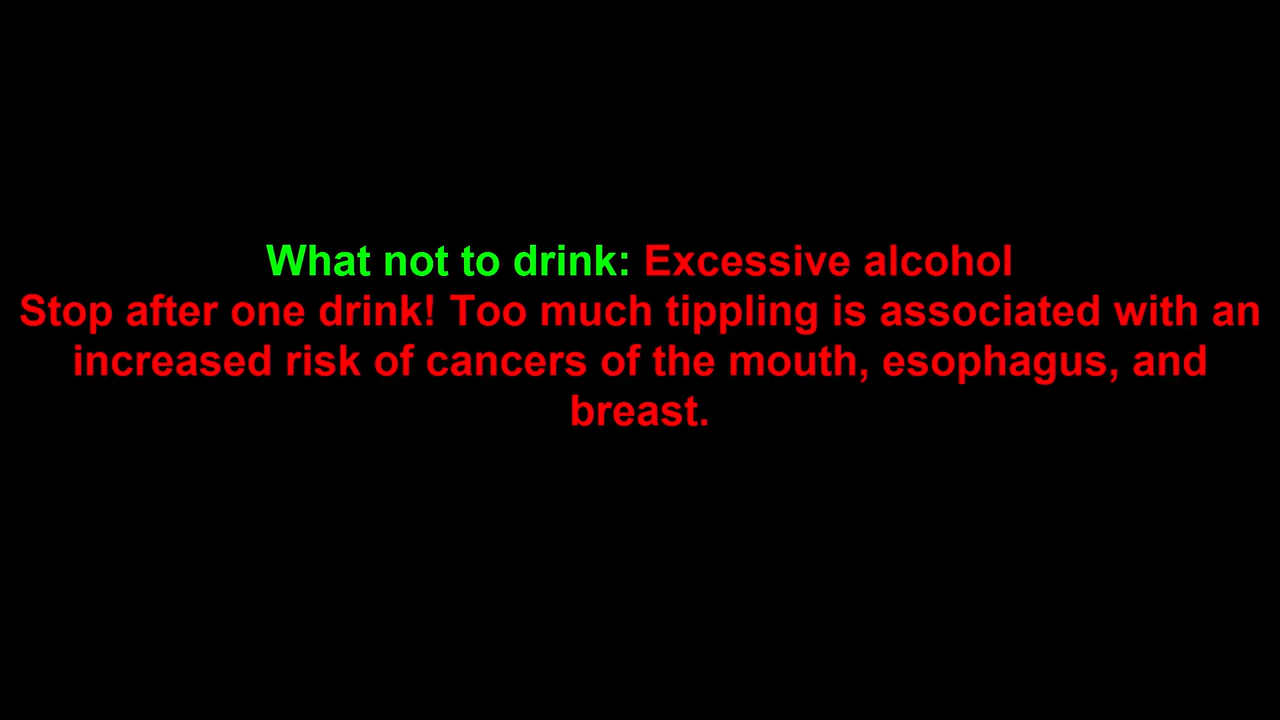 What not to drink: Excessive alcohol
Stop after one drink! Too much tippling is associated with an
increased risk of cancers of the mouth, esophagus, and
breast.